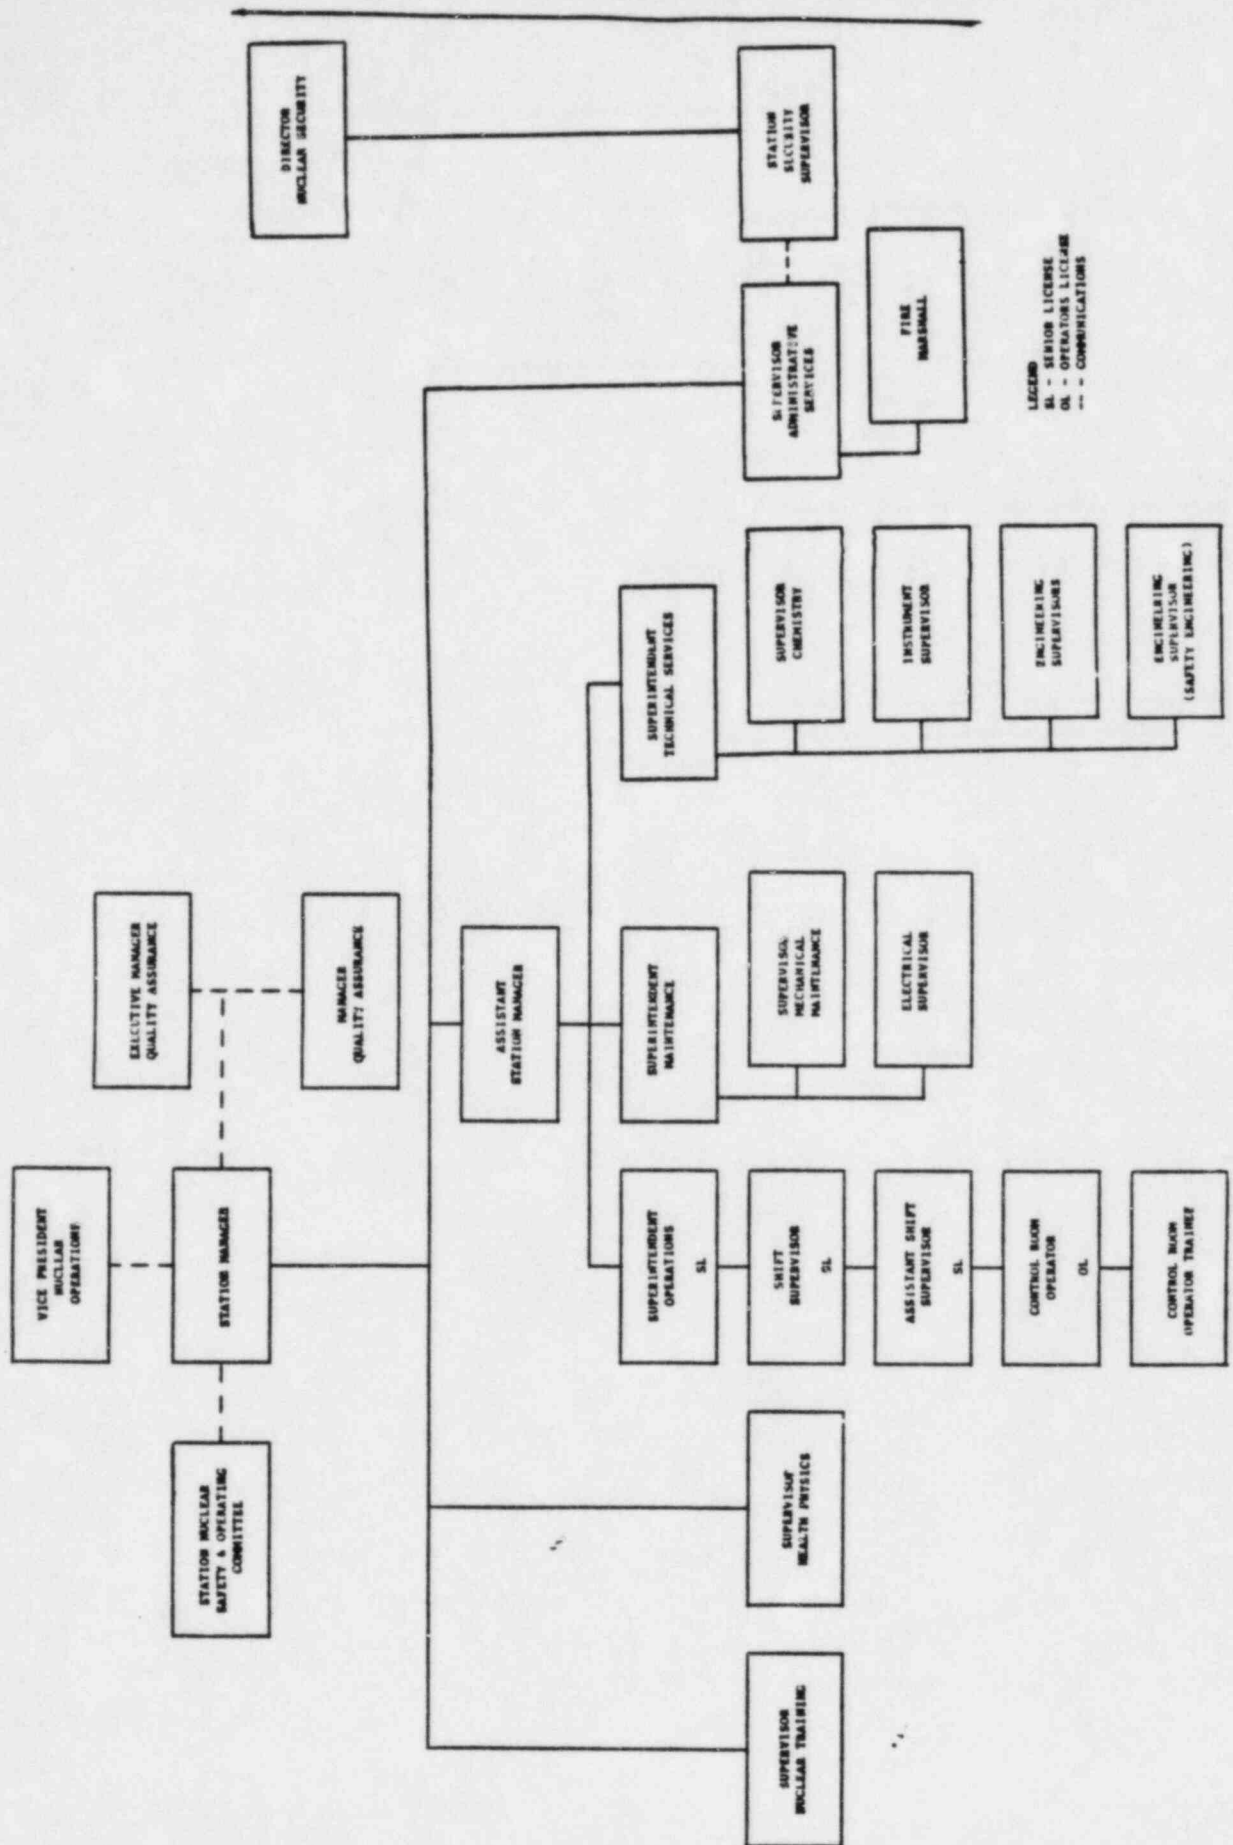 VICE PRESIDENT
NUCLEAR
OPERATIONS
STATION NUCLEAR
SAFETY & OPERATING
COMMITTEE
STATION MANAGER
EXECUTIVE MANAGER
QUALITY ASSURANCE
MANAGER
QUALITY ASSURANCE
DIRECTOR
NUCLEAR SECURITY
ASSISTANT
STATION MANAGER
SUPERVISOR
NUCLEAR TRAINING
SUPERVISOR
HEALTH PHYSICS
SUPERINTENDENT
OPERATIONS
SL
SHIFT
SUPERVISOR
SL
ASSISTANT SHIFT
SUPERVISOR
SL
CONTROL ROOM
OPERATOR
OL
CONTROL ROOM
OPERATOR TRAINEE
SUPERINTENDENT
MAINTENANCE
SUPERVISOR
MECHANICAL
MAINTENANCE
ELECTRICAL
SUPERVISOR
SUPERINTENDENT
TECHNICAL SERVICES
SUPERVISOR
CHEMISTRY
INSTRUMENT
SUPERVISOR
ENGINEERING
SUPERVISORS
ENGINEERING
SUPERVISOR
(SAFETY ENGINEERING)
SUPERVISOR
ADMINISTRATIVE
SERVICES
FIRE
MARSHALL
STATION
SECURITY
SUPERVISOR
LEGEND
SL - SENIOR LICENSE
OL - OPERATORS LICENSE
-- - COMMUNICATIONS